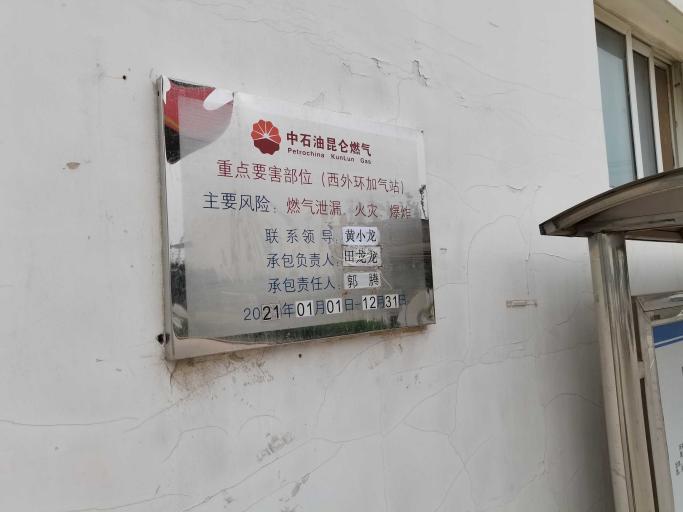 中石油昆仑燃气
Petrochina KunLun Gas
重点要害部位（西外环加气站）
主要风险：燃气泄漏、火灾、爆炸
联系领导：黄小龙
承包负责人：田龙龙
承包责任人：郭 腾
2021年01月01日-12月31日